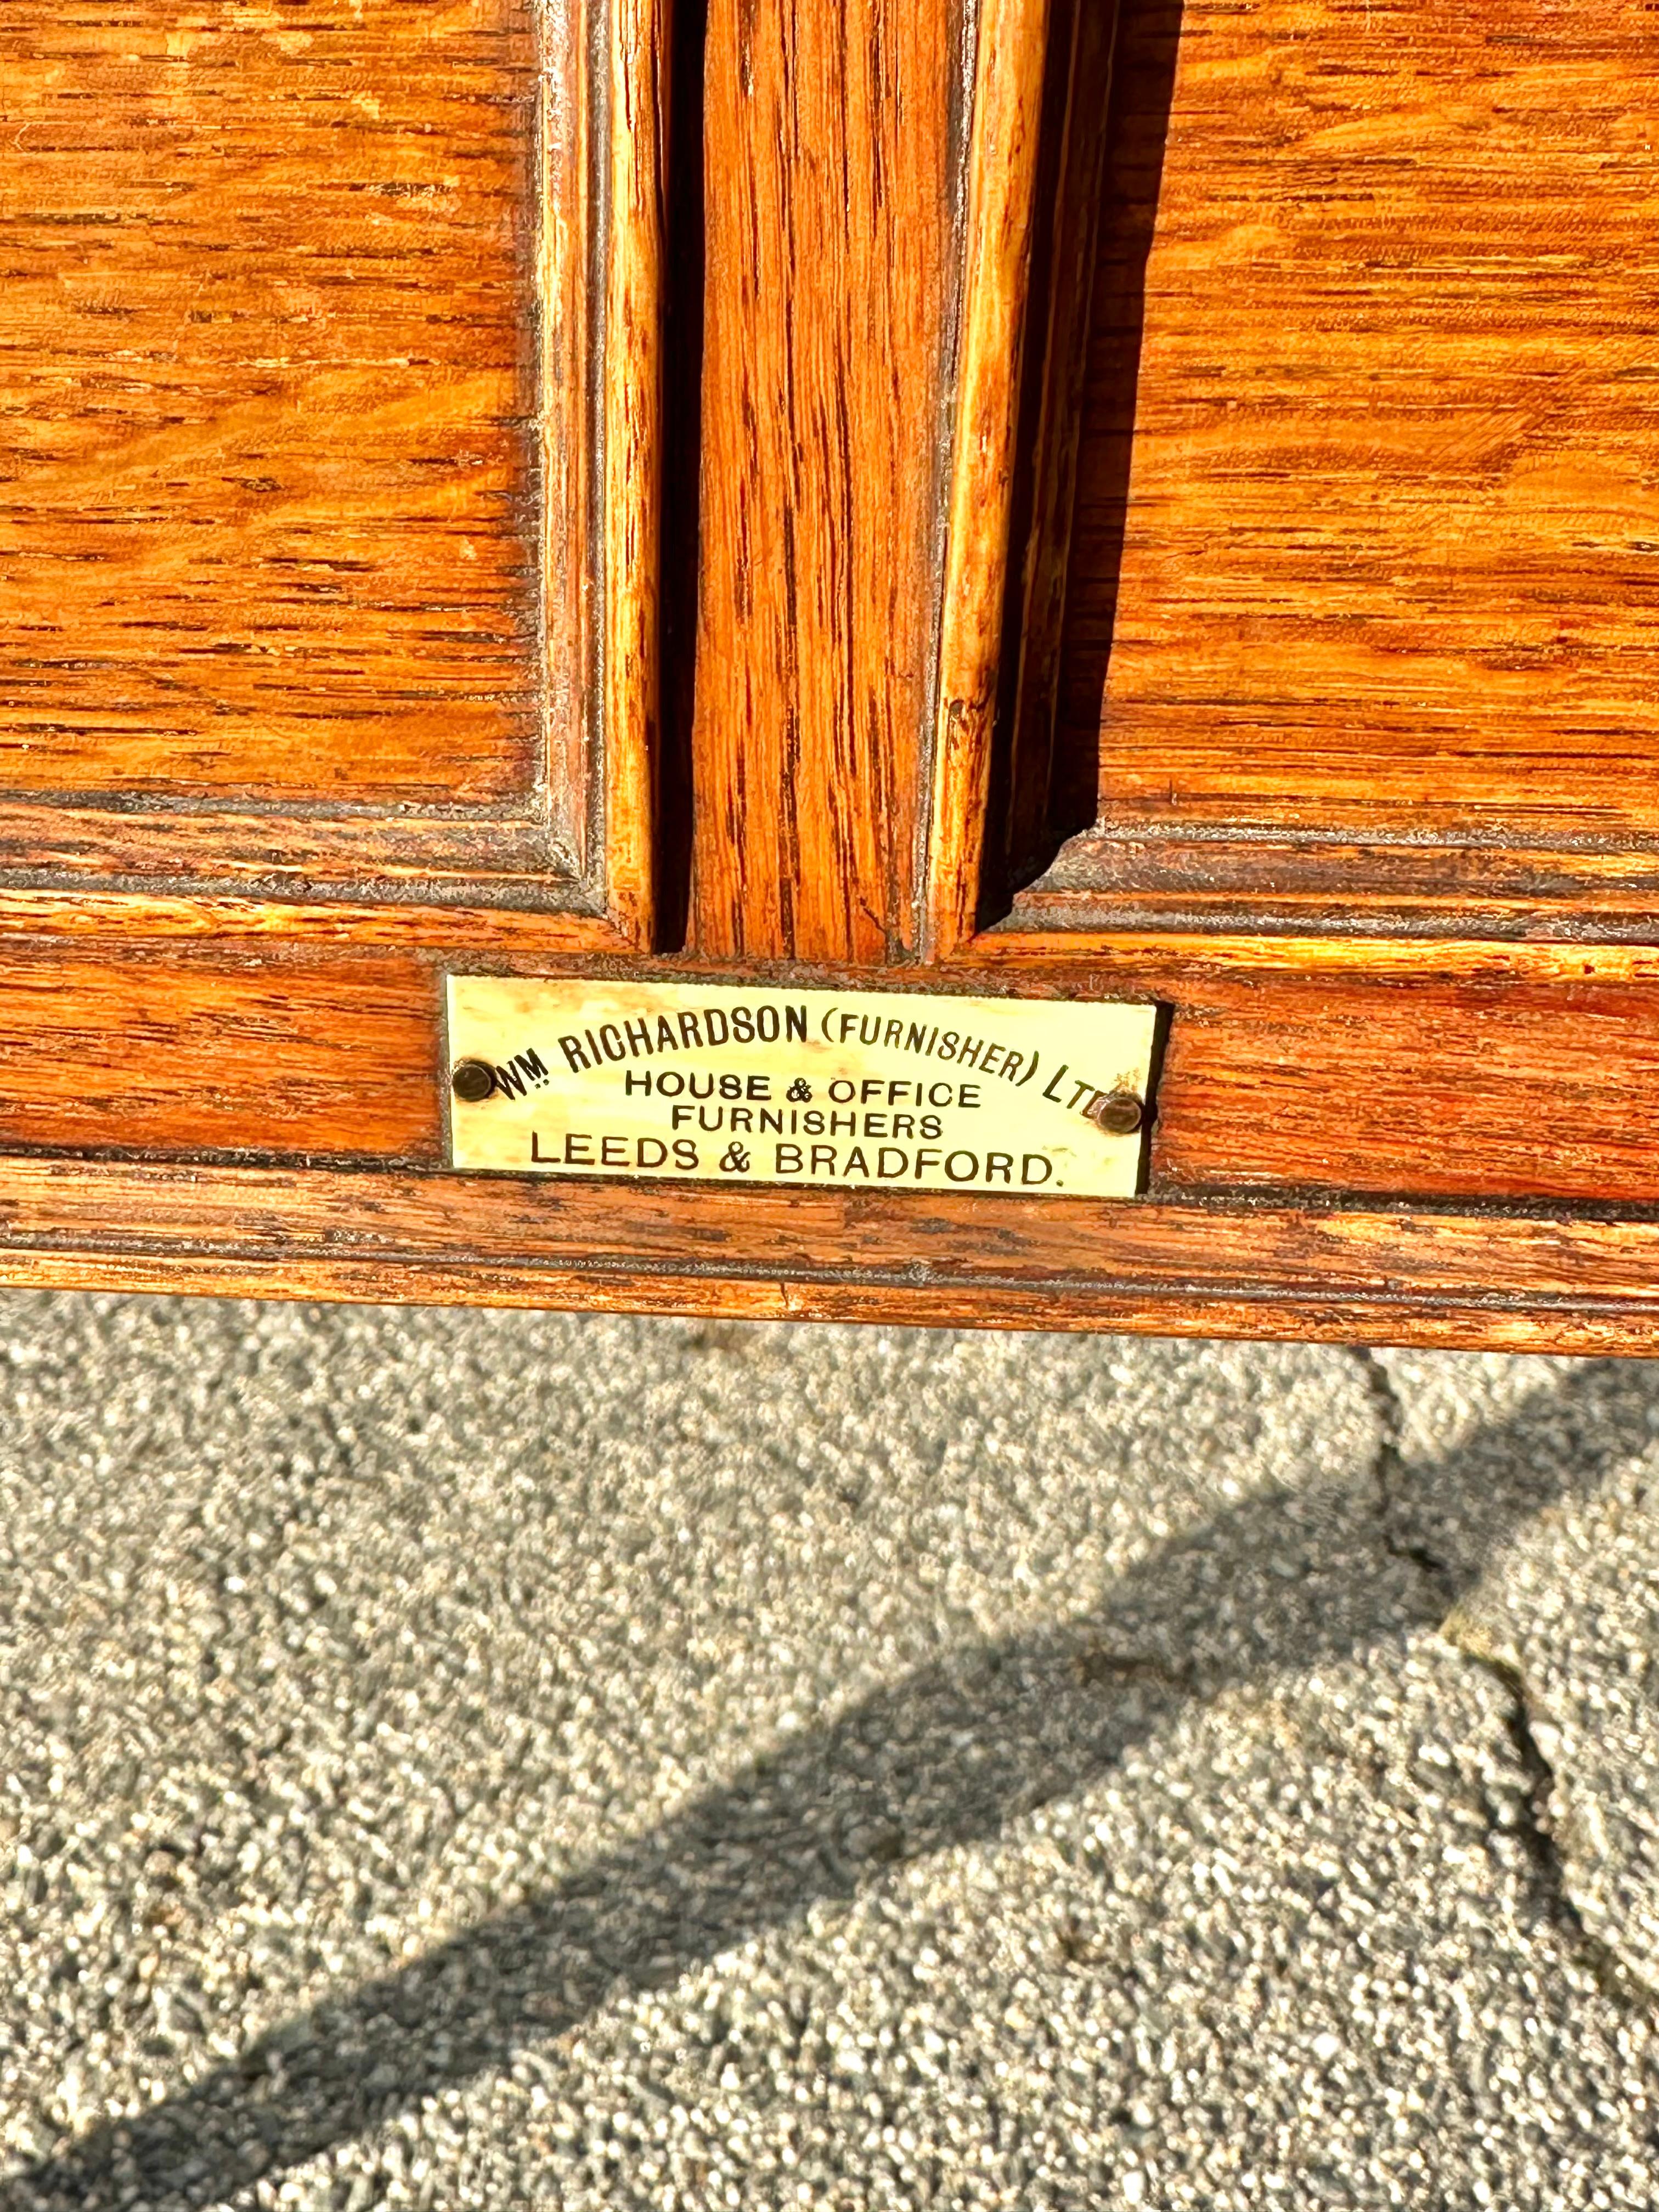 WM RICHARDSON (FURNISHER) LTD
HOUSE & OFFICE
FURNISHERS
LEEDS & BRADFORD.